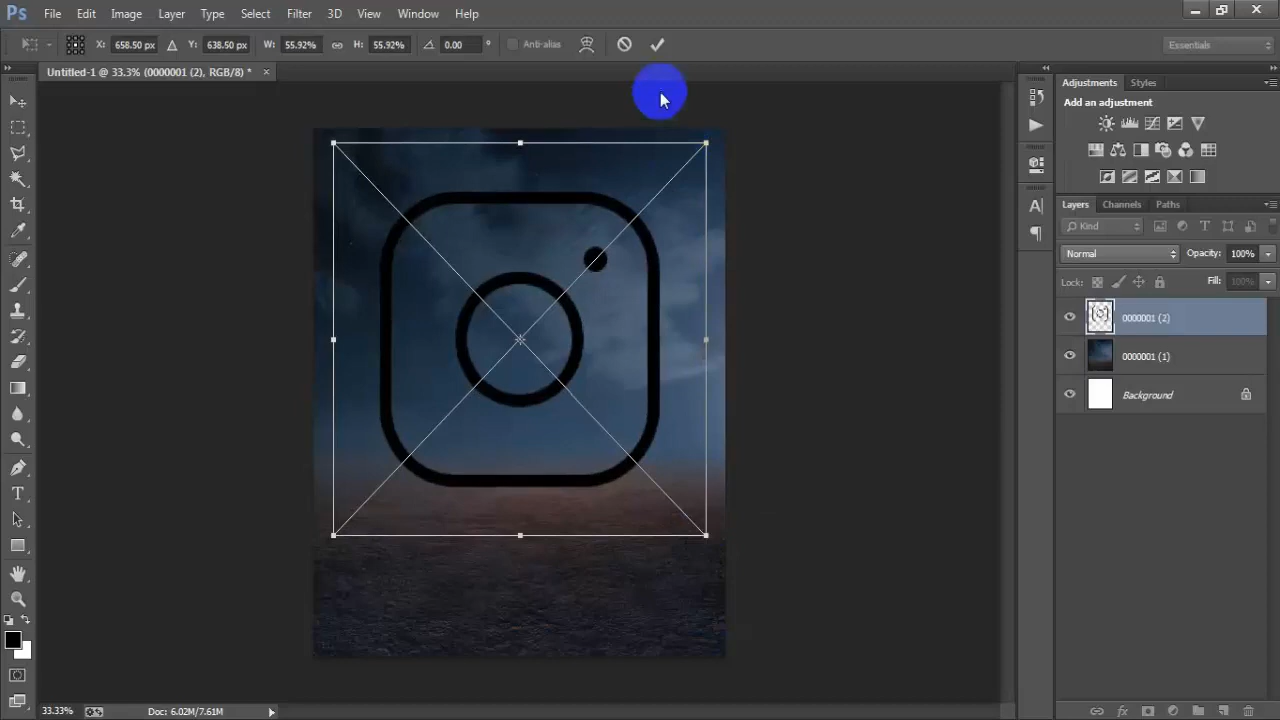 Ps File Edit Image Layer Type Select Filter 3D View Window Help
X: 658.50 px Y: 638.50 px W: 55.92% H: 55.92% 0.00 ° Anti-alias Essentials
Untitled-1 @ 33.3% (0000001 (2), RGB/8) * ×
Adjustments Styles
Add an adjustment
Layers Channels Paths
Kind
Normal Opacity: 100%
Lock: Fill: 100%
0000001 (2)
0000001 (1)
Background
33.33% Doc: 6.02M/7.61M